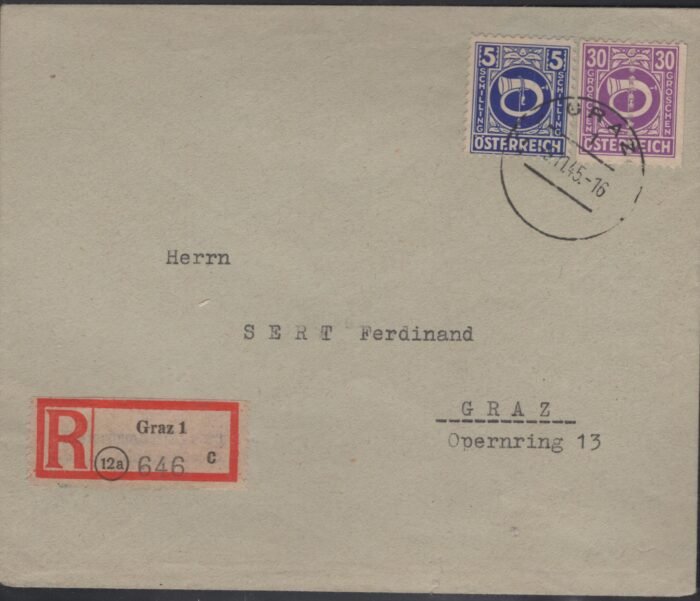 5 5
SCHILLING SCHILLING
ÖSTERREICH
30 30
GROSCHEN GROSCHEN
ÖSTERREICH
GRAZ
45.-16
Herrn
S E R T Ferdinand
G R A Z
Opernring 13
R
Graz 1
12a 646 c